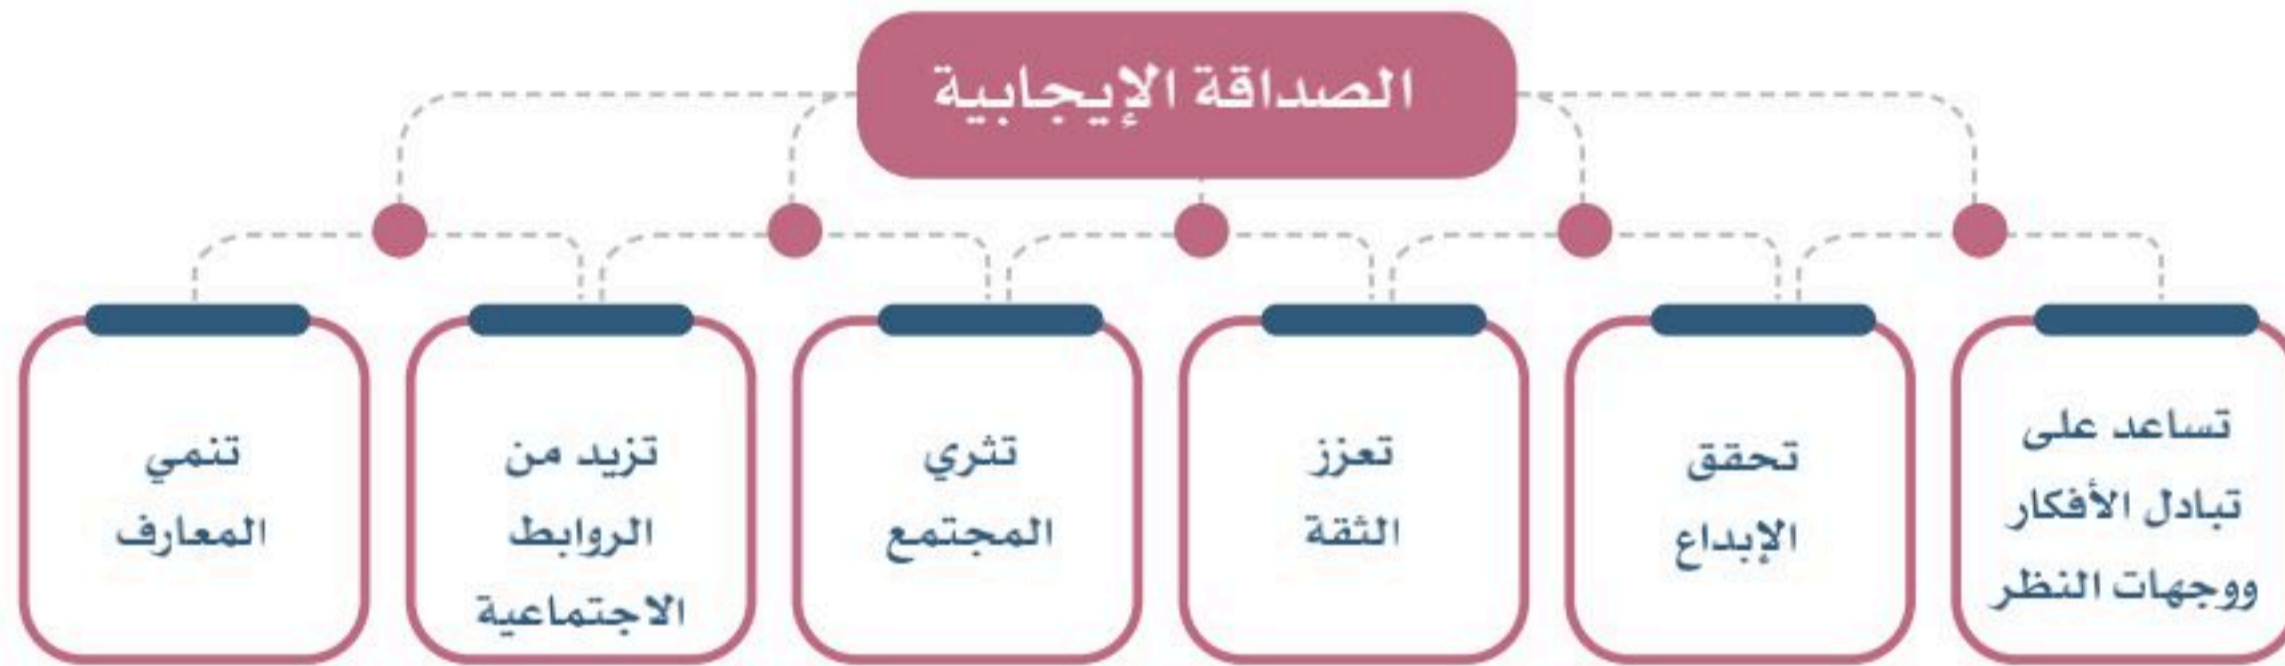 الصداقة الإيجابية
تساعد على
تبادل الأفكار
ووجهات النظر
تحقق
الإبداع
تعزز
الثقة
تثري
المجتمع
تزيد من
الروابط
الاجتماعية
تنمي
المعارف